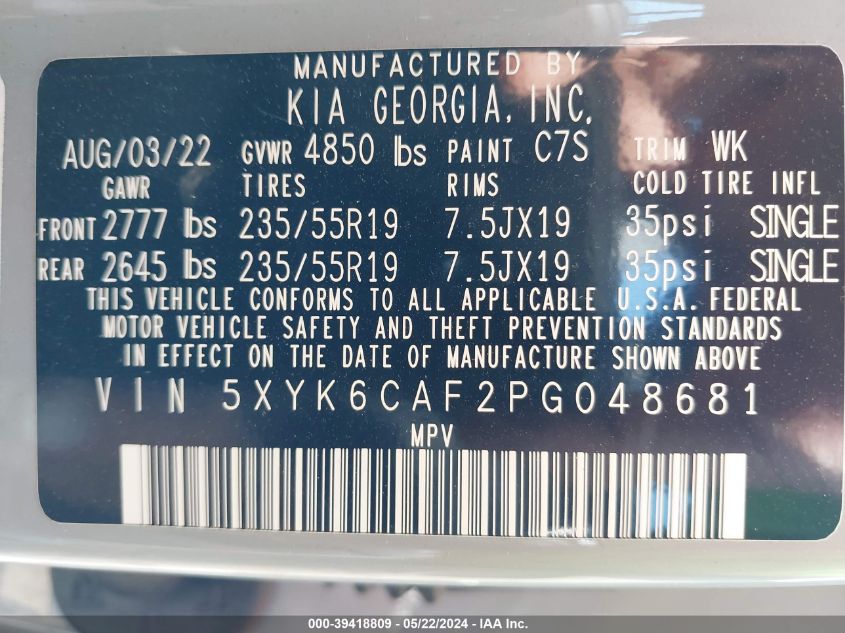 MANUFACTURED BY
KIA GEORGIA, INC.
AUG/03/22 GVWR 4850 lbs PAINT C7S TRIM WK
GAWR TIRES RIMS COLD TIRE INFL
FRONT 2777 lbs 235/55R19 7.5JX19 35psi SINGLE
REAR 2645 lbs 235/55R19 7.5JX19 35psi SINGLE
THIS VEHICLE CONFORMS TO ALL APPLICABLE U.S.A. FEDERAL
MOTOR VEHICLE SAFETY AND THEFT PREVENTION STANDARDS
IN EFFECT ON THE DATE OF MANUFACTURE SHOWN ABOVE
VIN 5XYK6CAF2PG048681
MPV
000-39418809 - 05/22/2024 - IAA Inc.